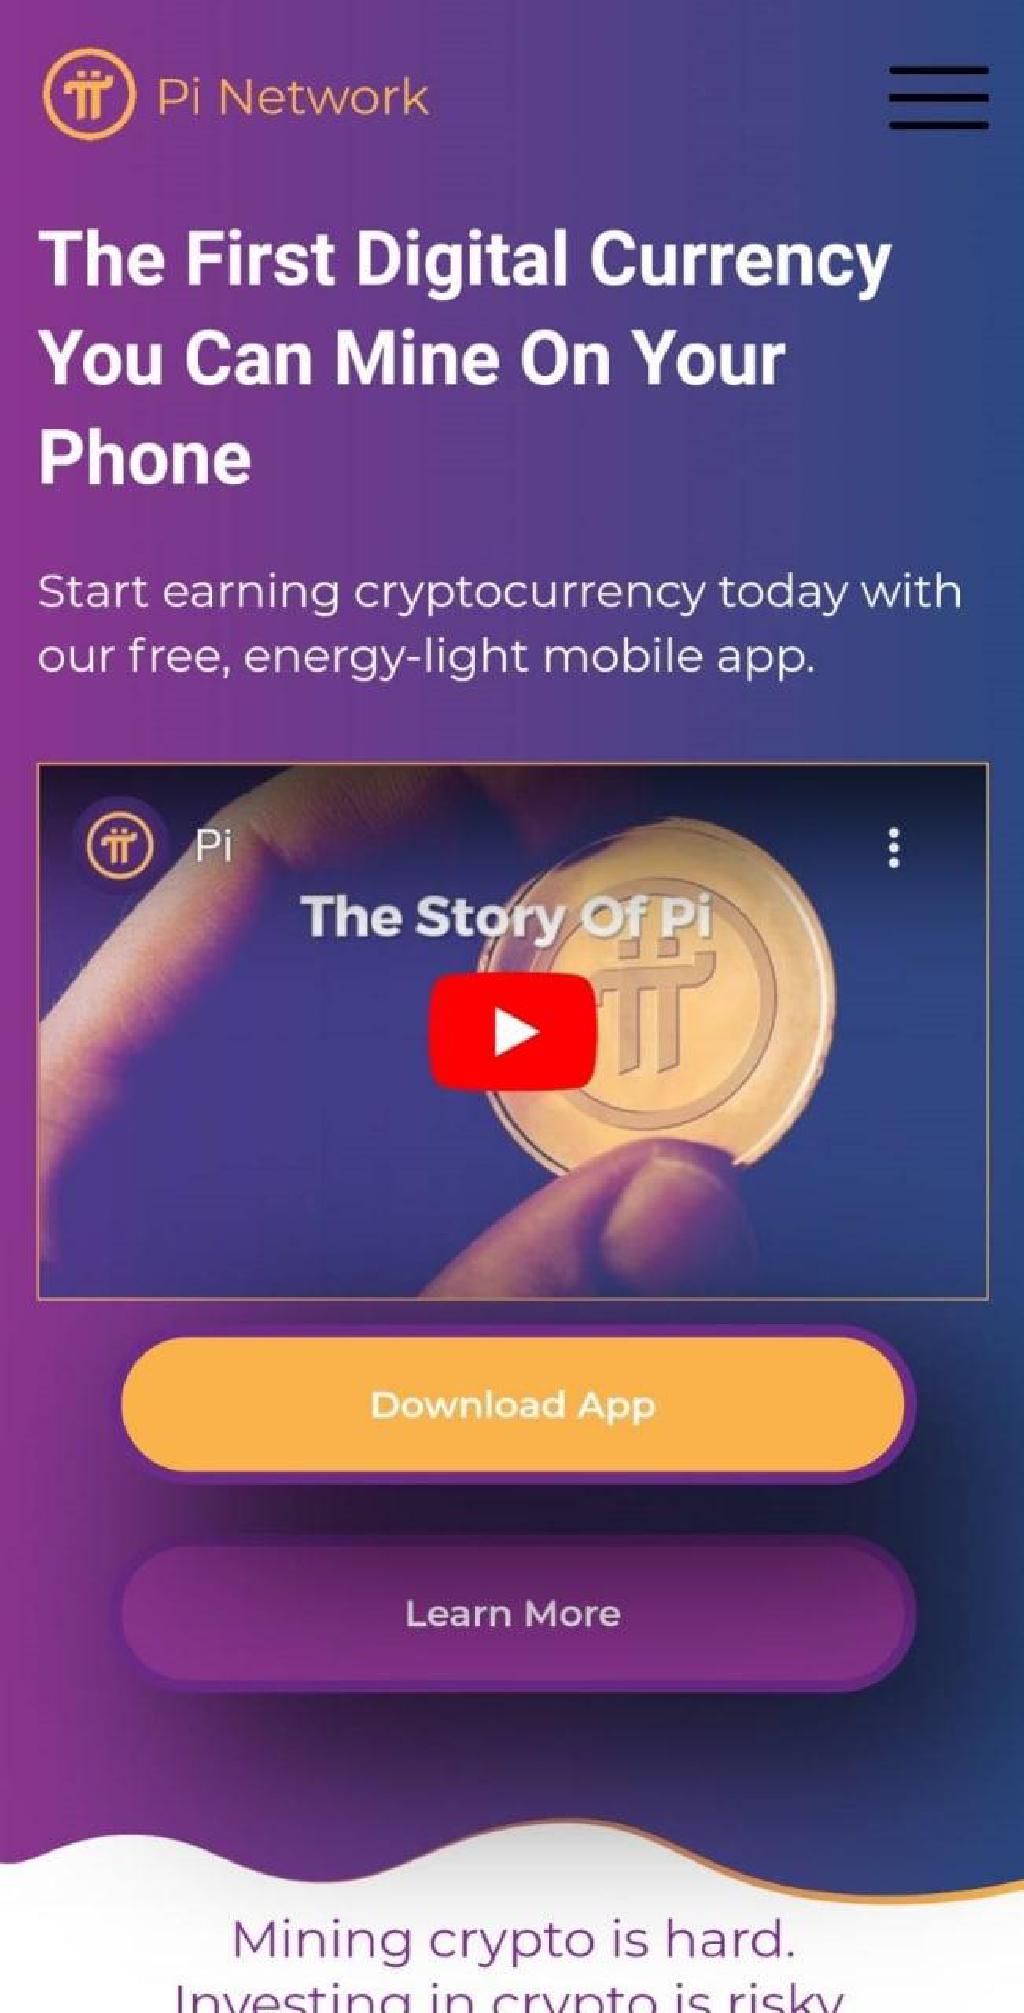 Pi Network
The First Digital Currency
You Can Mine On Your
Phone
Start earning cryptocurrency today with
our free, energy-light mobile app.
Pi
The Story Of Pi
Download App
Learn More
Mining crypto is hard.
Investing in crypto is risky